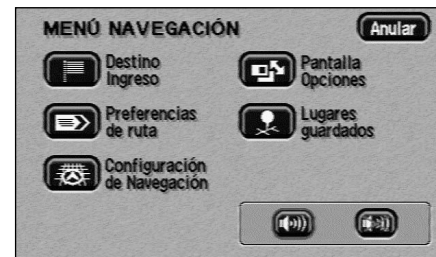 MENÚ NAVEGACIÓN
Anular
Destino
Ingreso
Pantalla
Opciones
Preferencias
de ruta
Lugares
guardados
Configuración
de Navegación